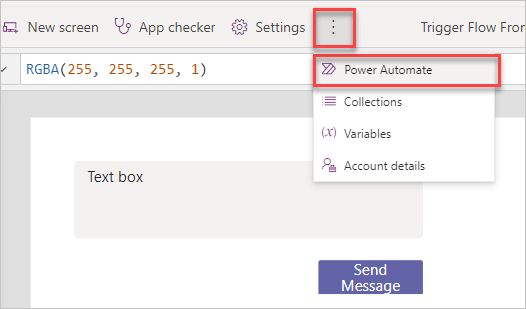 New screen App checker Settings Trigger Flow From
RGBA(255, 255, 255, 1)
Power Automate
Collections
(x) Variables
Account details
Text box
Send
Message